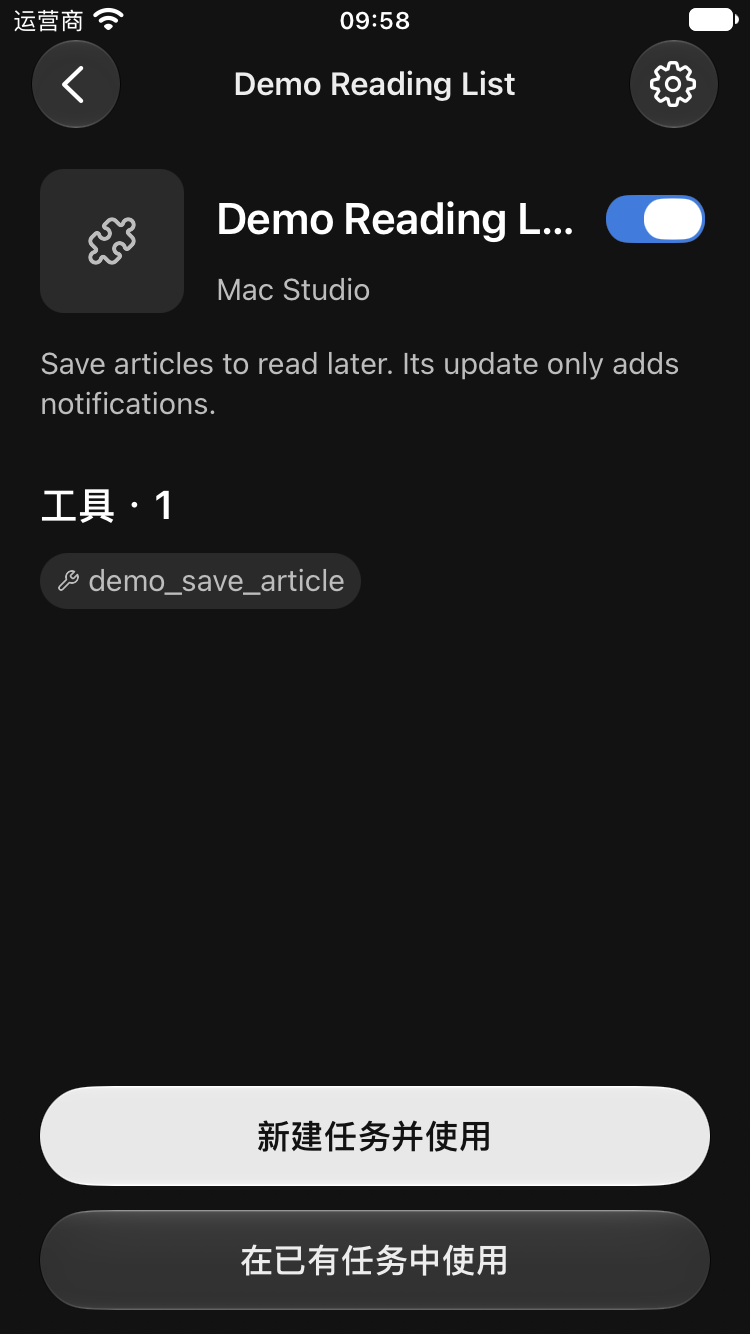 运营商 09:58
Demo Reading List
Demo Reading L...
Mac Studio
Save articles to read later. Its update only adds
notifications.
工具 · 1
demo_save_article
新建任务并使用
在已有任务中使用